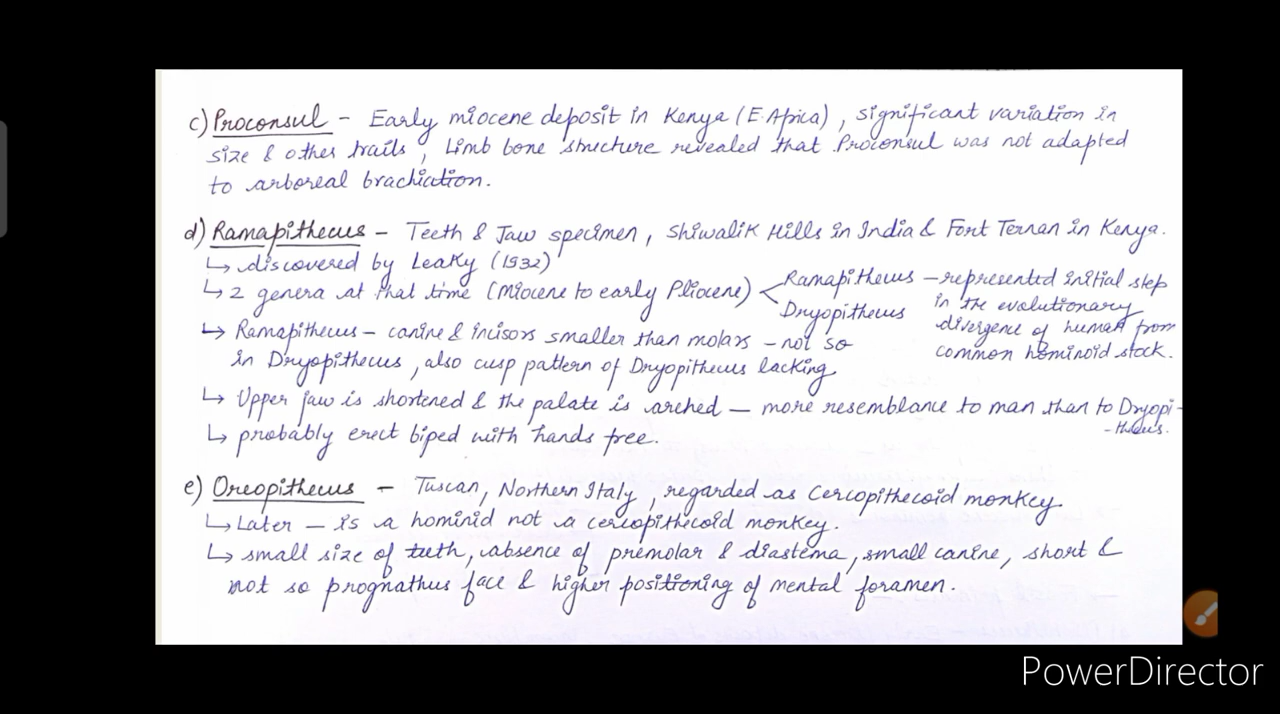 c) Proconsul - Early miocene deposit in Kenya (E.Africa), significant variation in
size & other traits, Limb bone structure revealed that Proconsul was not adapted
to arboreal brachiation.
d) Ramapithecus - Teeth & Jaw specimen, Shiwalik Hills in India & Fort Ternan in Kenya.
↳ discovered by Leaky (1932)
↳ 2 genera at that time (Miocene to early Pliocene) < Ramapithecus - represented initial step
Dryopithecus in the evolutionary
divergence of human from
common hominoid stock.
↳ Ramapithecus - canine & incisors smaller than molars - not so
in Dryopithecus, also cusp pattern of Dryopithecus lacking
↳ Upper jaw is shortened & the palate is arched - more resemblance to man than to Dryopi-
-thecus.
↳ probably erect biped with hands free.
e) Oreopithecus - Tuscan, Northern Italy, regarded as Cercopithecoid monkey.
↳ Later - is a hominid not a cercopithecoid monkey.
↳ small size of teeth, absence of premolar & diastema, small canine, short &
not so prognathus face & higher positioning of mental foramen.
PowerDirector